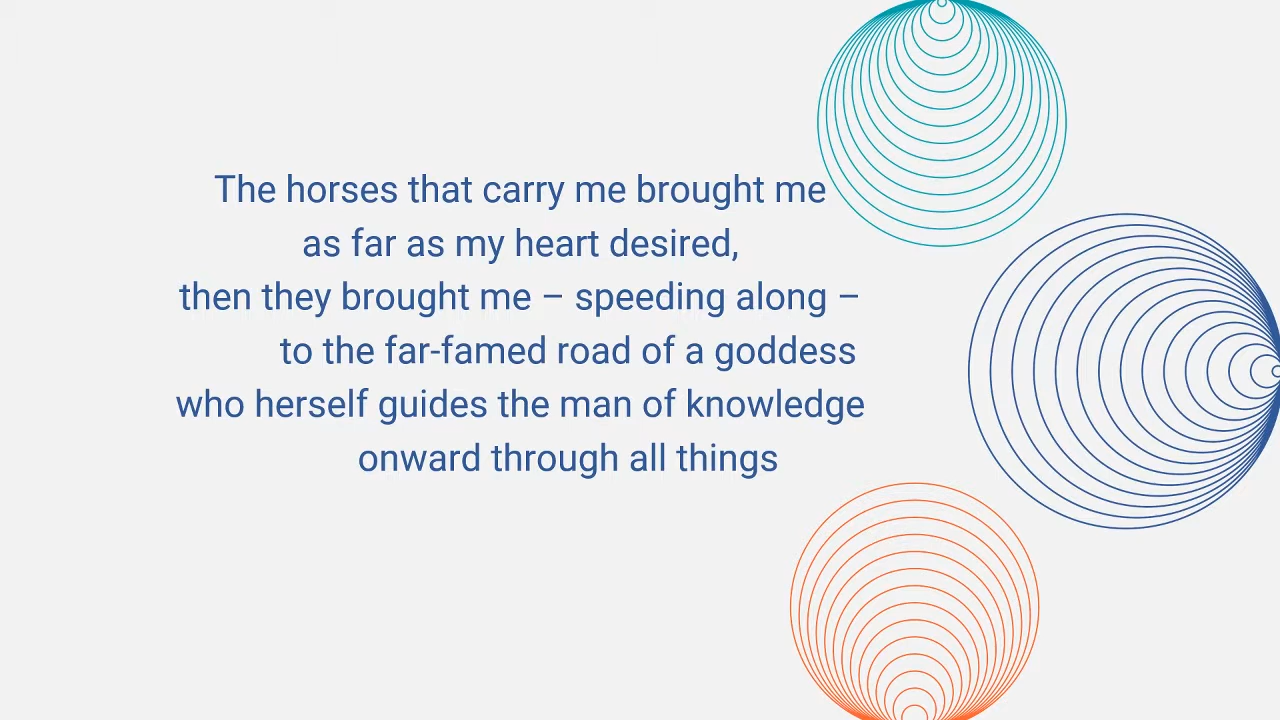 The horses that carry me brought me
as far as my heart desired,
then they brought me – speeding along –
to the far-famed road of a goddess
who herself guides the man of knowledge
onward through all things